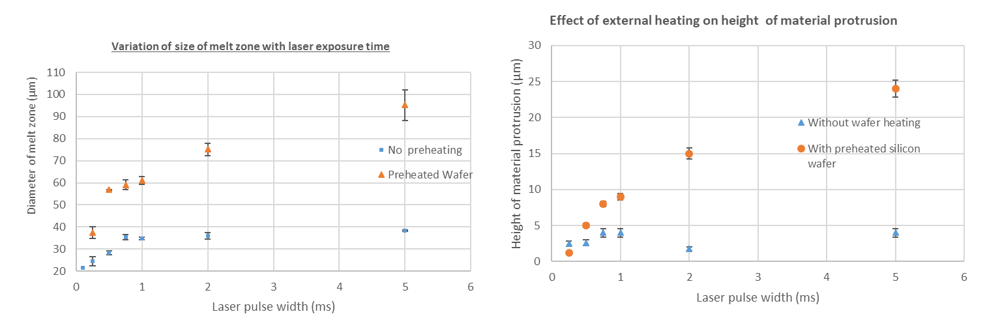 Variation of size of melt zone with laser exposure time
Diameter of melt zone (µm)
110
100
90
80
70
60
50
40
30
20
0 1 2 3 4 5 6
Laser pulse width (ms)
No preheating
Preheated Wafer
Effect of external heating on height of material protrusion
Height of material protrusion (µm)
30
25
20
15
10
5
0
0 1 2 3 4 5 6
Laser pulse width (ms)
Without wafer heating
With preheated silicon
wafer